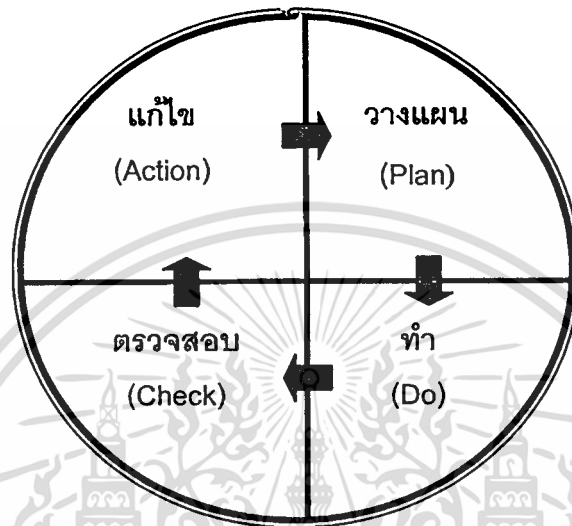 แก้ไข
(Action)
วางแผน
(Plan)
ตรวจสอบ
(Check)
ทำ
(Do)